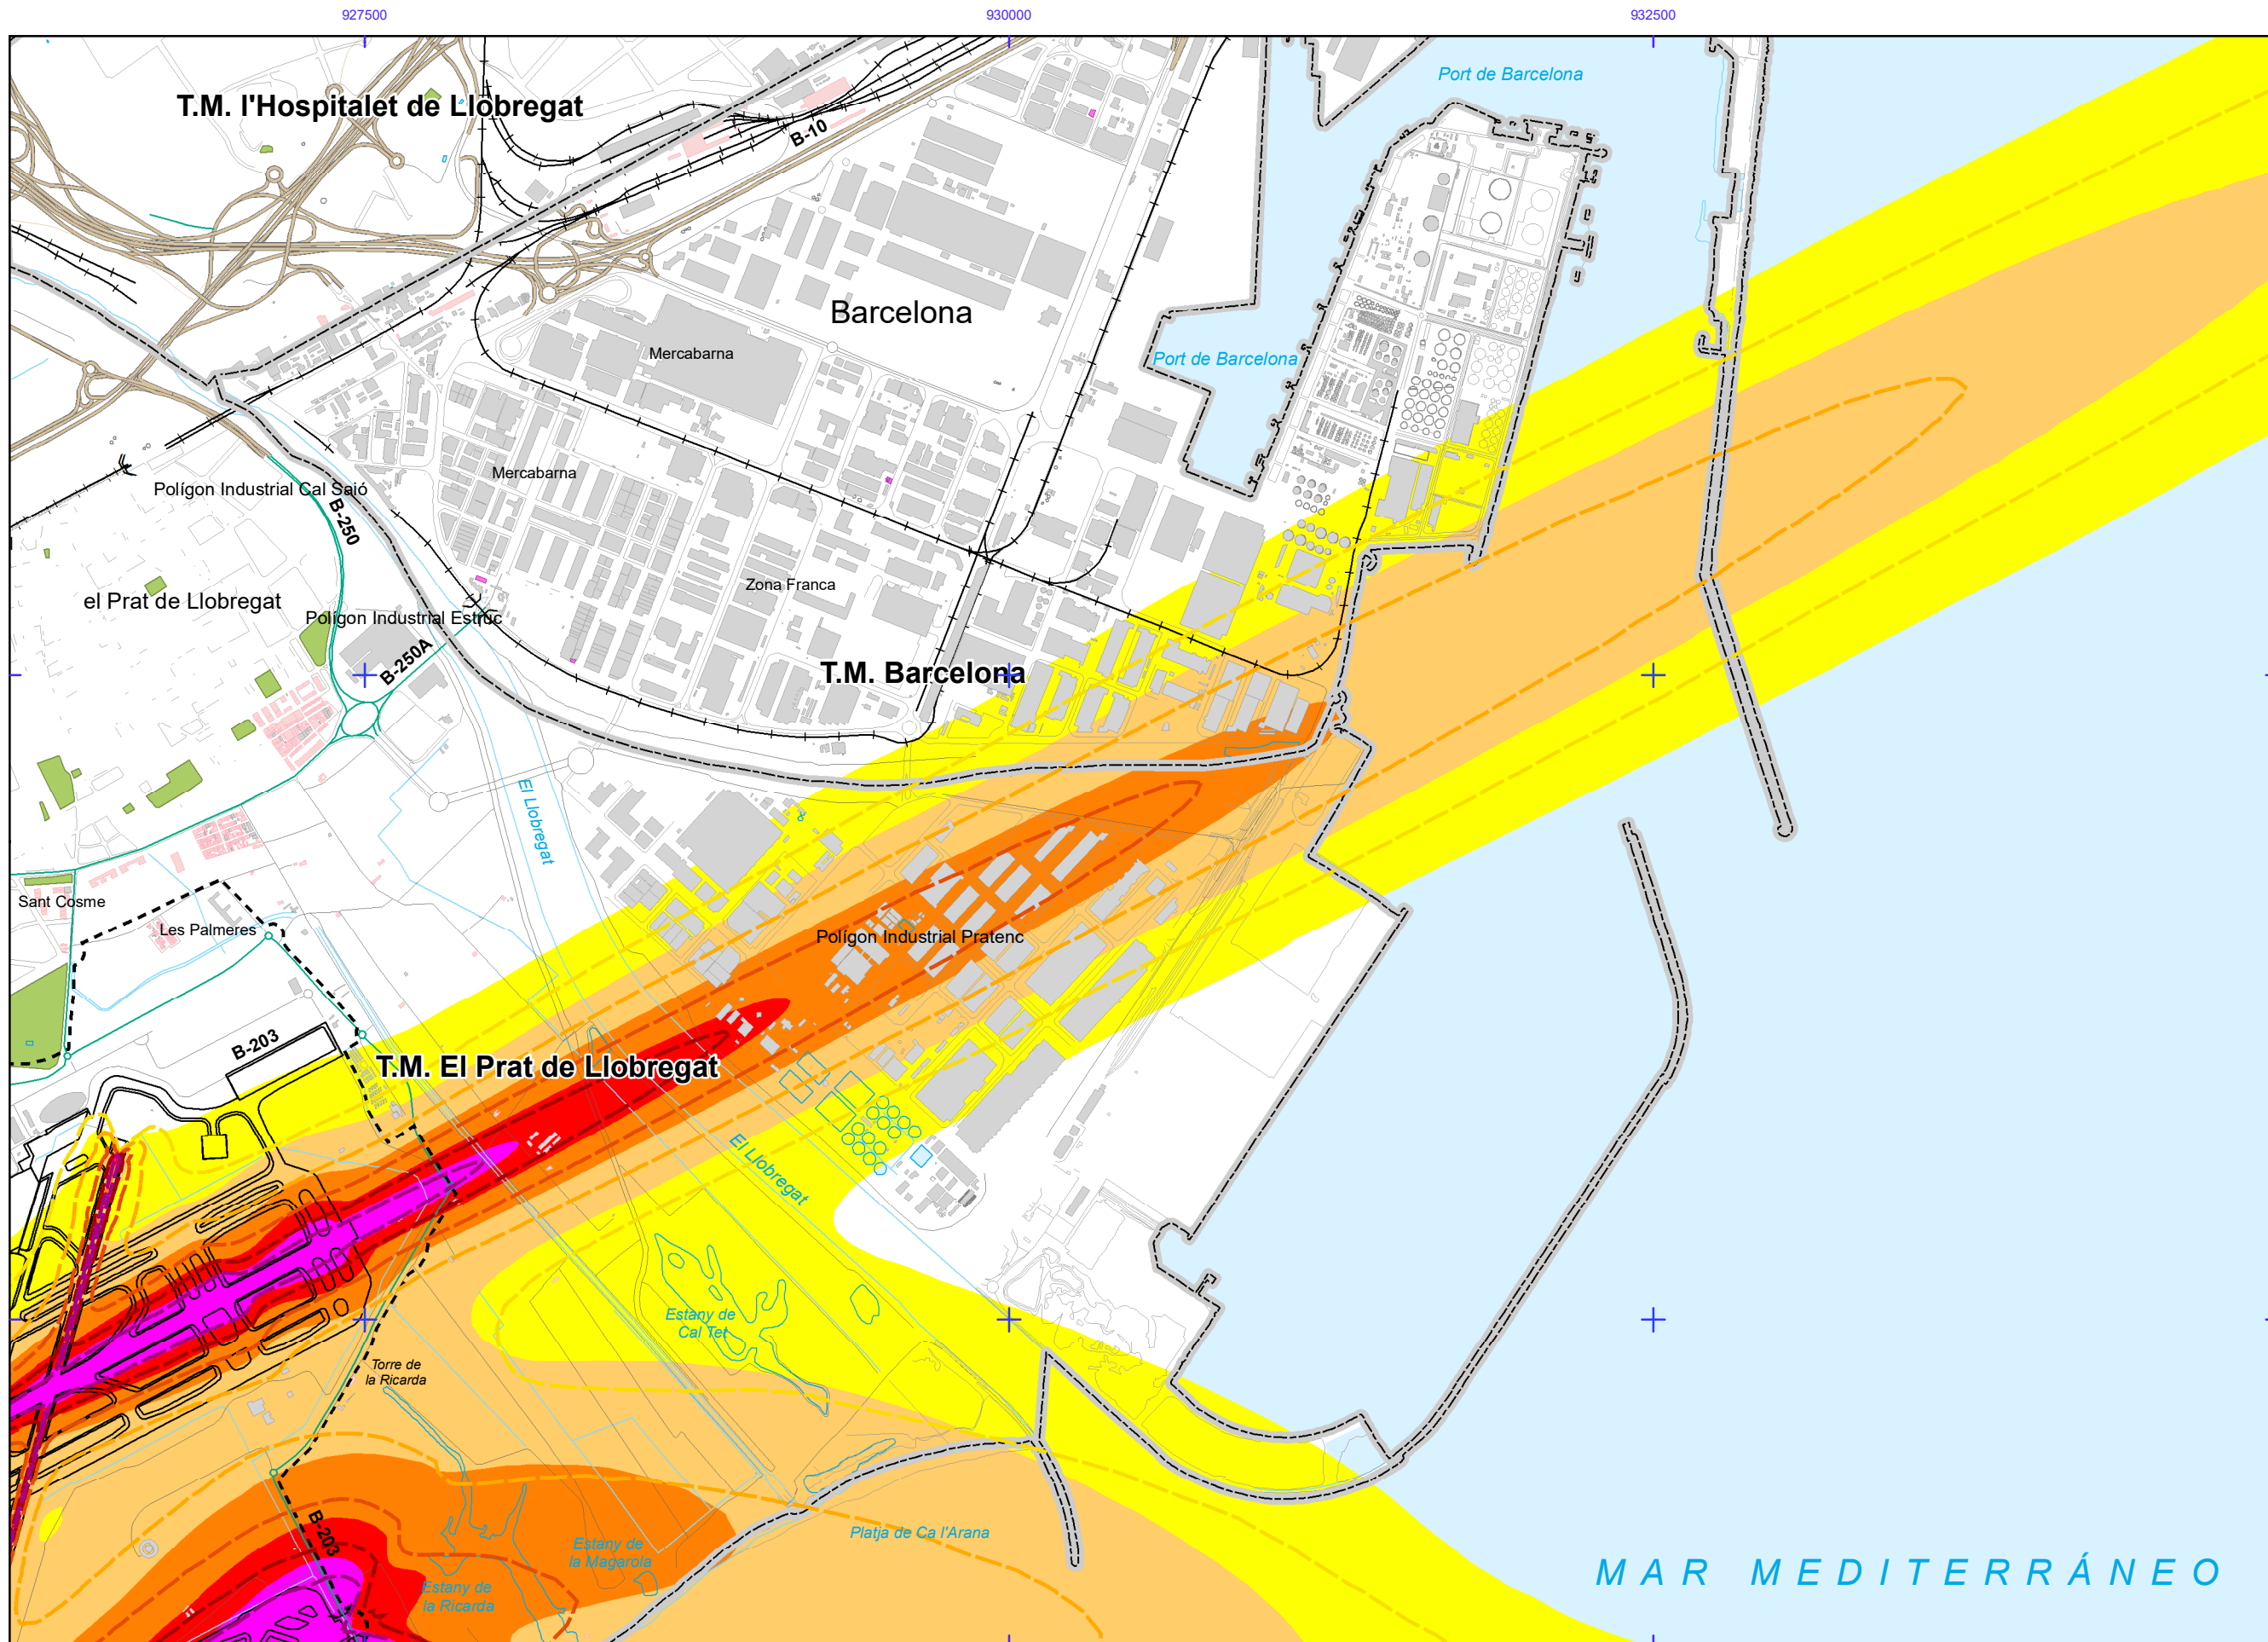 927500
930000
932500
Port de Barcelona
T.M. l'Hospitalet de Llobregat
B-10
Barcelona
Mercabarna
Port de Barcelona
Mercabarna
Polígon Industrial Cal Saió
B-250
Zona Franca
el Prat de Llobregat
Polígon Industrial Estruc
B-250A
T.M. Barcelona
El Llobregat
Sant Cosme
Les Palmeres
Polígon Industrial Pratenc
B-203
T.M. El Prat de Llobregat
El Llobregat
Estany de
Cal Tet
Torre de
la Ricarda
B-203
Platja de Ca l'Arana
Estany de
la Magarola
Estany de
la Ricarda
MAR MEDITERRÁNEO